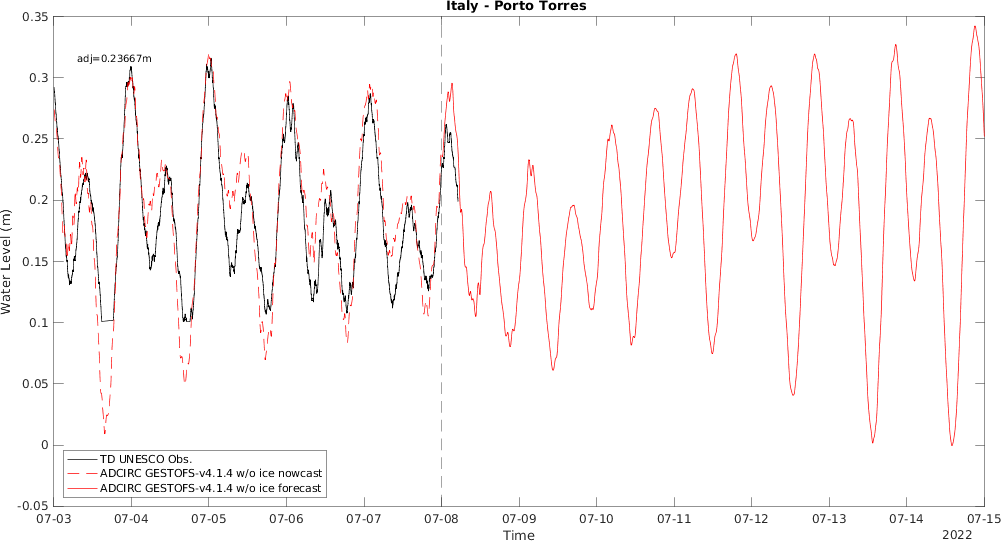 Italy - Porto Torres
adj=0.23667m
0.35
0.3
0.25
0.2
0.15
0.1
0.05
0
-0.05
Water Level (m)
TD UNESCO Obs.
ADCIRC GESTOFS-v4.1.4 w/o ice nowcast
ADCIRC GESTOFS-v4.1.4 w/o ice forecast
07-03 07-04 07-05 07-06 07-07 07-08 07-09 07-10 07-11 07-12 07-13 07-14 07-15
Time
2022